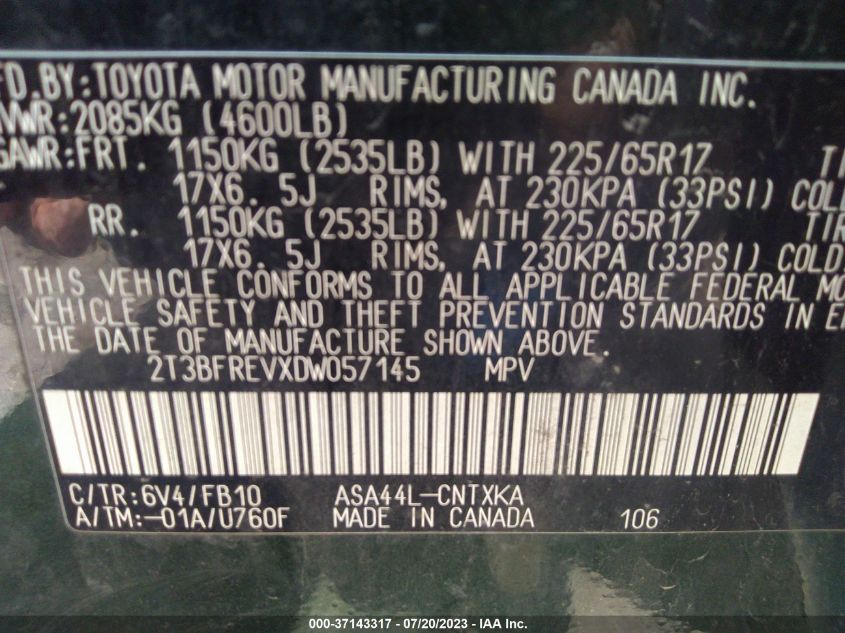 FD. BY: TOYOTA MOTOR MANUFACTURING CANADA INC.
VWR: 2085KG (4600LB)
GAWR: FRT. 1150KG (2535LB) WITH 225/65R17 TI
17X6. 5J RIMS, AT 230KPA (33PSI) COLD
RR. 1150KG (2535LB) WITH 225/65R17 TIR
17X6. 5J RIMS, AT 230KPA (33PSI) COLD
THIS VEHICLE CONFORMS TO ALL APPLICABLE FEDERAL MO
VEHICLE SAFETY AND THEFT PREVENTION STANDARDS IN E
THE DATE OF MANUFACTURE SHOWN ABOVE.
2T3BFREVXDW057145 MPV
C/TR: 6V4/FB10 ASA44L-CNTXKA
A/TM: -01A/U760F MADE IN CANADA 106
000-37143317 - 07/20/2023 - IAA Inc.